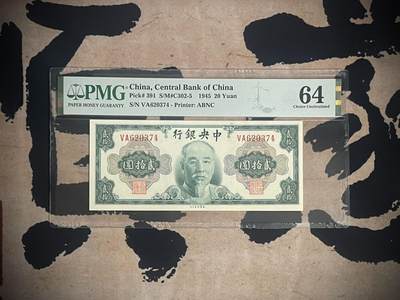 PMG
PAPER MONEY GUARANTY
China, Central Bank of China
Pick# 391 S/M#C302-5 1945 20 Yuan
S/N VA620374 - Printer: ABNC
64
Choice Uncirculated
行銀央中
VA620374
VA620374
圓拾貳
圓拾貳